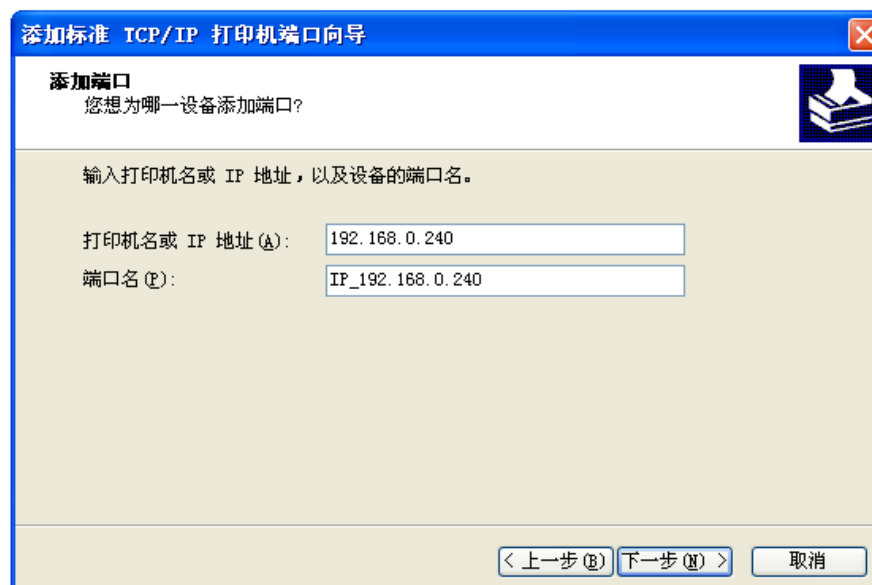 添加标准 TCP/IP 打印机端口向导
添加端口
您想为哪一设备添加端口?
输入打印机名或 IP 地址,以及设备的端口名。
打印机名或 IP 地址(A): 192.168.0.240
端口名(P): IP_192.168.0.240
< 上一步(B) 下一步(N) > 取消